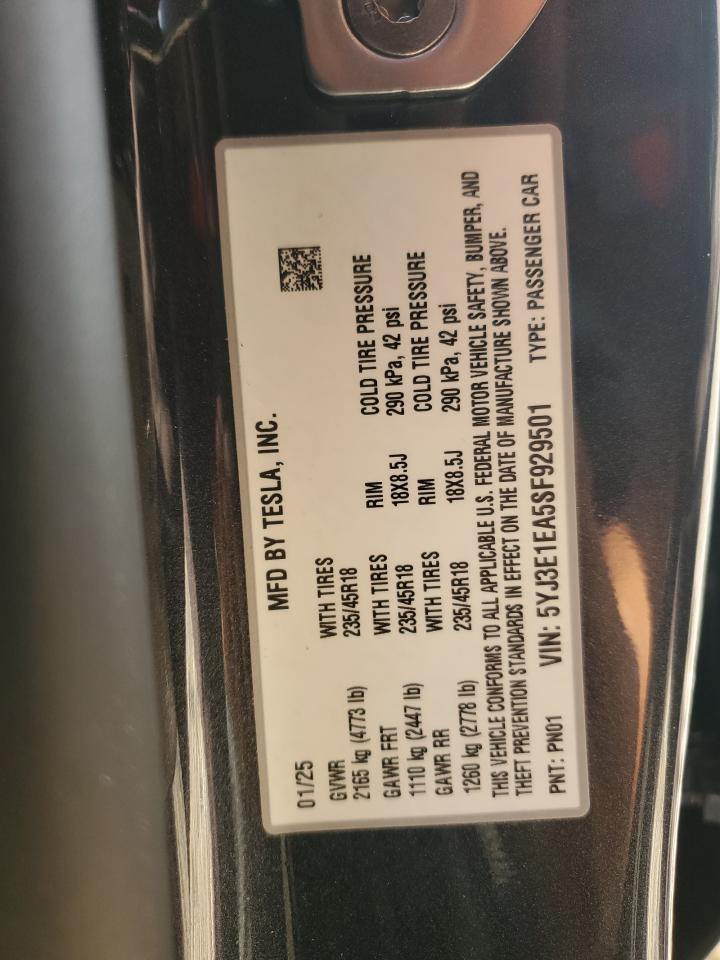 MFD BY TESLA, INC.
01/25
GVWR WITH TIRES
2165 kg (4773 lb) 235/45R18
GAWR FRT WITH TIRES RIM COLD TIRE PRESSURE
1110 kg (2447 lb) 235/45R18 18X8.5J 290 kPa, 42 psi
GAWR RR WITH TIRES RIM COLD TIRE PRESSURE
1260 kg (2778 lb) 235/45R18 18X8.5J 290 kPa, 42 psi
THIS VEHICLE CONFORMS TO ALL APPLICABLE U.S. FEDERAL MOTOR VEHICLE SAFETY, BUMPER, AND
THEFT PREVENTION STANDARDS IN EFFECT ON THE DATE OF MANUFACTURE SHOWN ABOVE.
PNT: PN01 VIN: 5YJ3E1EA5SF929501 TYPE: PASSENGER CAR